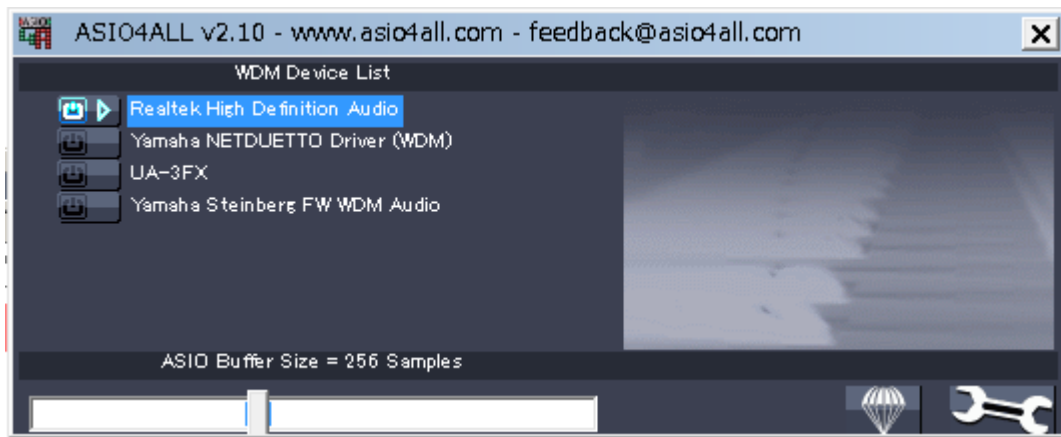 ASIO4ALL v2.10 - www.asio4all.com - feedback@asio4all.com
WDM Device List
Realtek High Definition Audio
Yamaha NETDUETTO Driver (WDM)
UA-3FX
Yamaha Steinberg FW WDM Audio
ASIO Buffer Size = 256 Samples